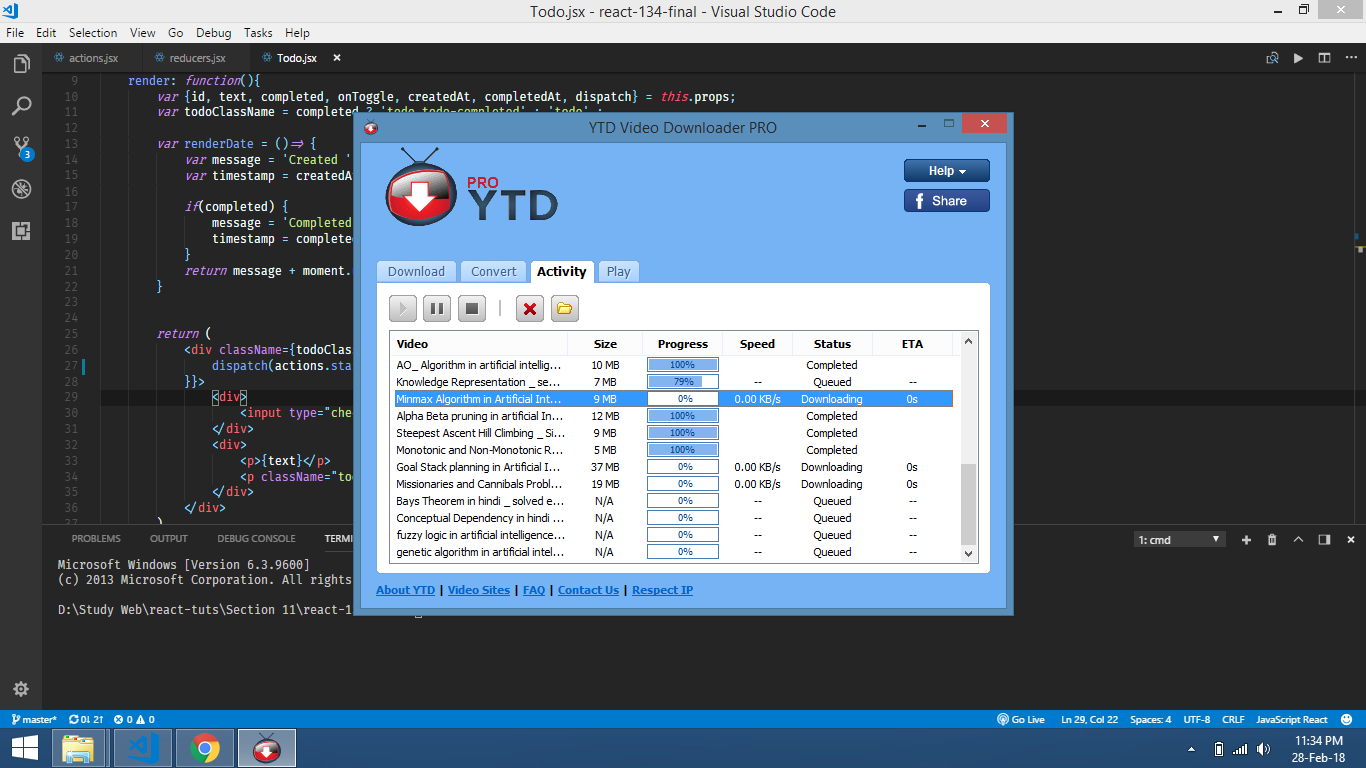 Todo.jsx - react-134-final - Visual Studio Code
File Edit Selection View Go Debug Tasks Help
actions.jsx reducers.jsx Todo.jsx
9 render: function(){
10 var {id, text, completed, onToggle, createdAt, completedAt, dispatch} = this.props;
11 var todoClassName = completed ? 'todo todo-completed' : 'todo';
12
13 var renderDate = ()=> {
14 var message = 'Created '
15 var timestamp = createdA
16
17 if(completed) {
18 message = 'Completed
19 timestamp = complete
20 }
21 return message + moment.
22 }
23
24
25 return (
26 <div className={todoClas
27 dispatch(actions.sta
28 }}>
29 <div>
30 <input type="che
31 </div>
32 <div>
33 <p>{text}</p>
34 <p className="to
35 </div>
36 </div>
37 )
3
YTD Video Downloader PRO
PRO
YTD
Help
f Share
Download Convert Activity Play
Video Size Progress Speed Status ETA
AO_ Algorithm in artificial intellig... 10 MB 100% Completed
Knowledge Representation _ se... 7 MB 79% -- Queued --
Minmax Algorithm in Artificial Int... 9 MB 0% 0.00 KB/s Downloading 0s
Alpha Beta pruning in artificial In... 12 MB 100% Completed
Steepest Ascent Hill Climbing _ Si... 9 MB 100% Completed
Monotonic and Non-Monotonic R... 5 MB 100% Completed
Goal Stack planning in Artificial I... 37 MB 0% 0.00 KB/s Downloading 0s
Missionaries and Cannibals Probl... 19 MB 0% 0.00 KB/s Downloading 0s
Bays Theorem in hindi _ solved e... N/A 0% -- Queued --
Conceptual Dependency in hindi ... N/A 0% -- Queued --
fuzzy logic in artificial intelligence... N/A 0% -- Queued --
genetic algorithm in artificial intel... N/A 0% -- Queued --
About YTD | Video Sites | FAQ | Contact Us | Respect IP
PROBLEMS OUTPUT DEBUG CONSOLE TERMI
1: cmd
Microsoft Windows [Version 6.3.9600]
(c) 2013 Microsoft Corporation. All rights
D:\Study Web\react-tuts\Section 11\react-1
master* 0↓ 2↑ 0 0 Go Live Ln 29, Col 22 Spaces: 4 UTF-8 CRLF JavaScript React
11:34 PM
28-Feb-18